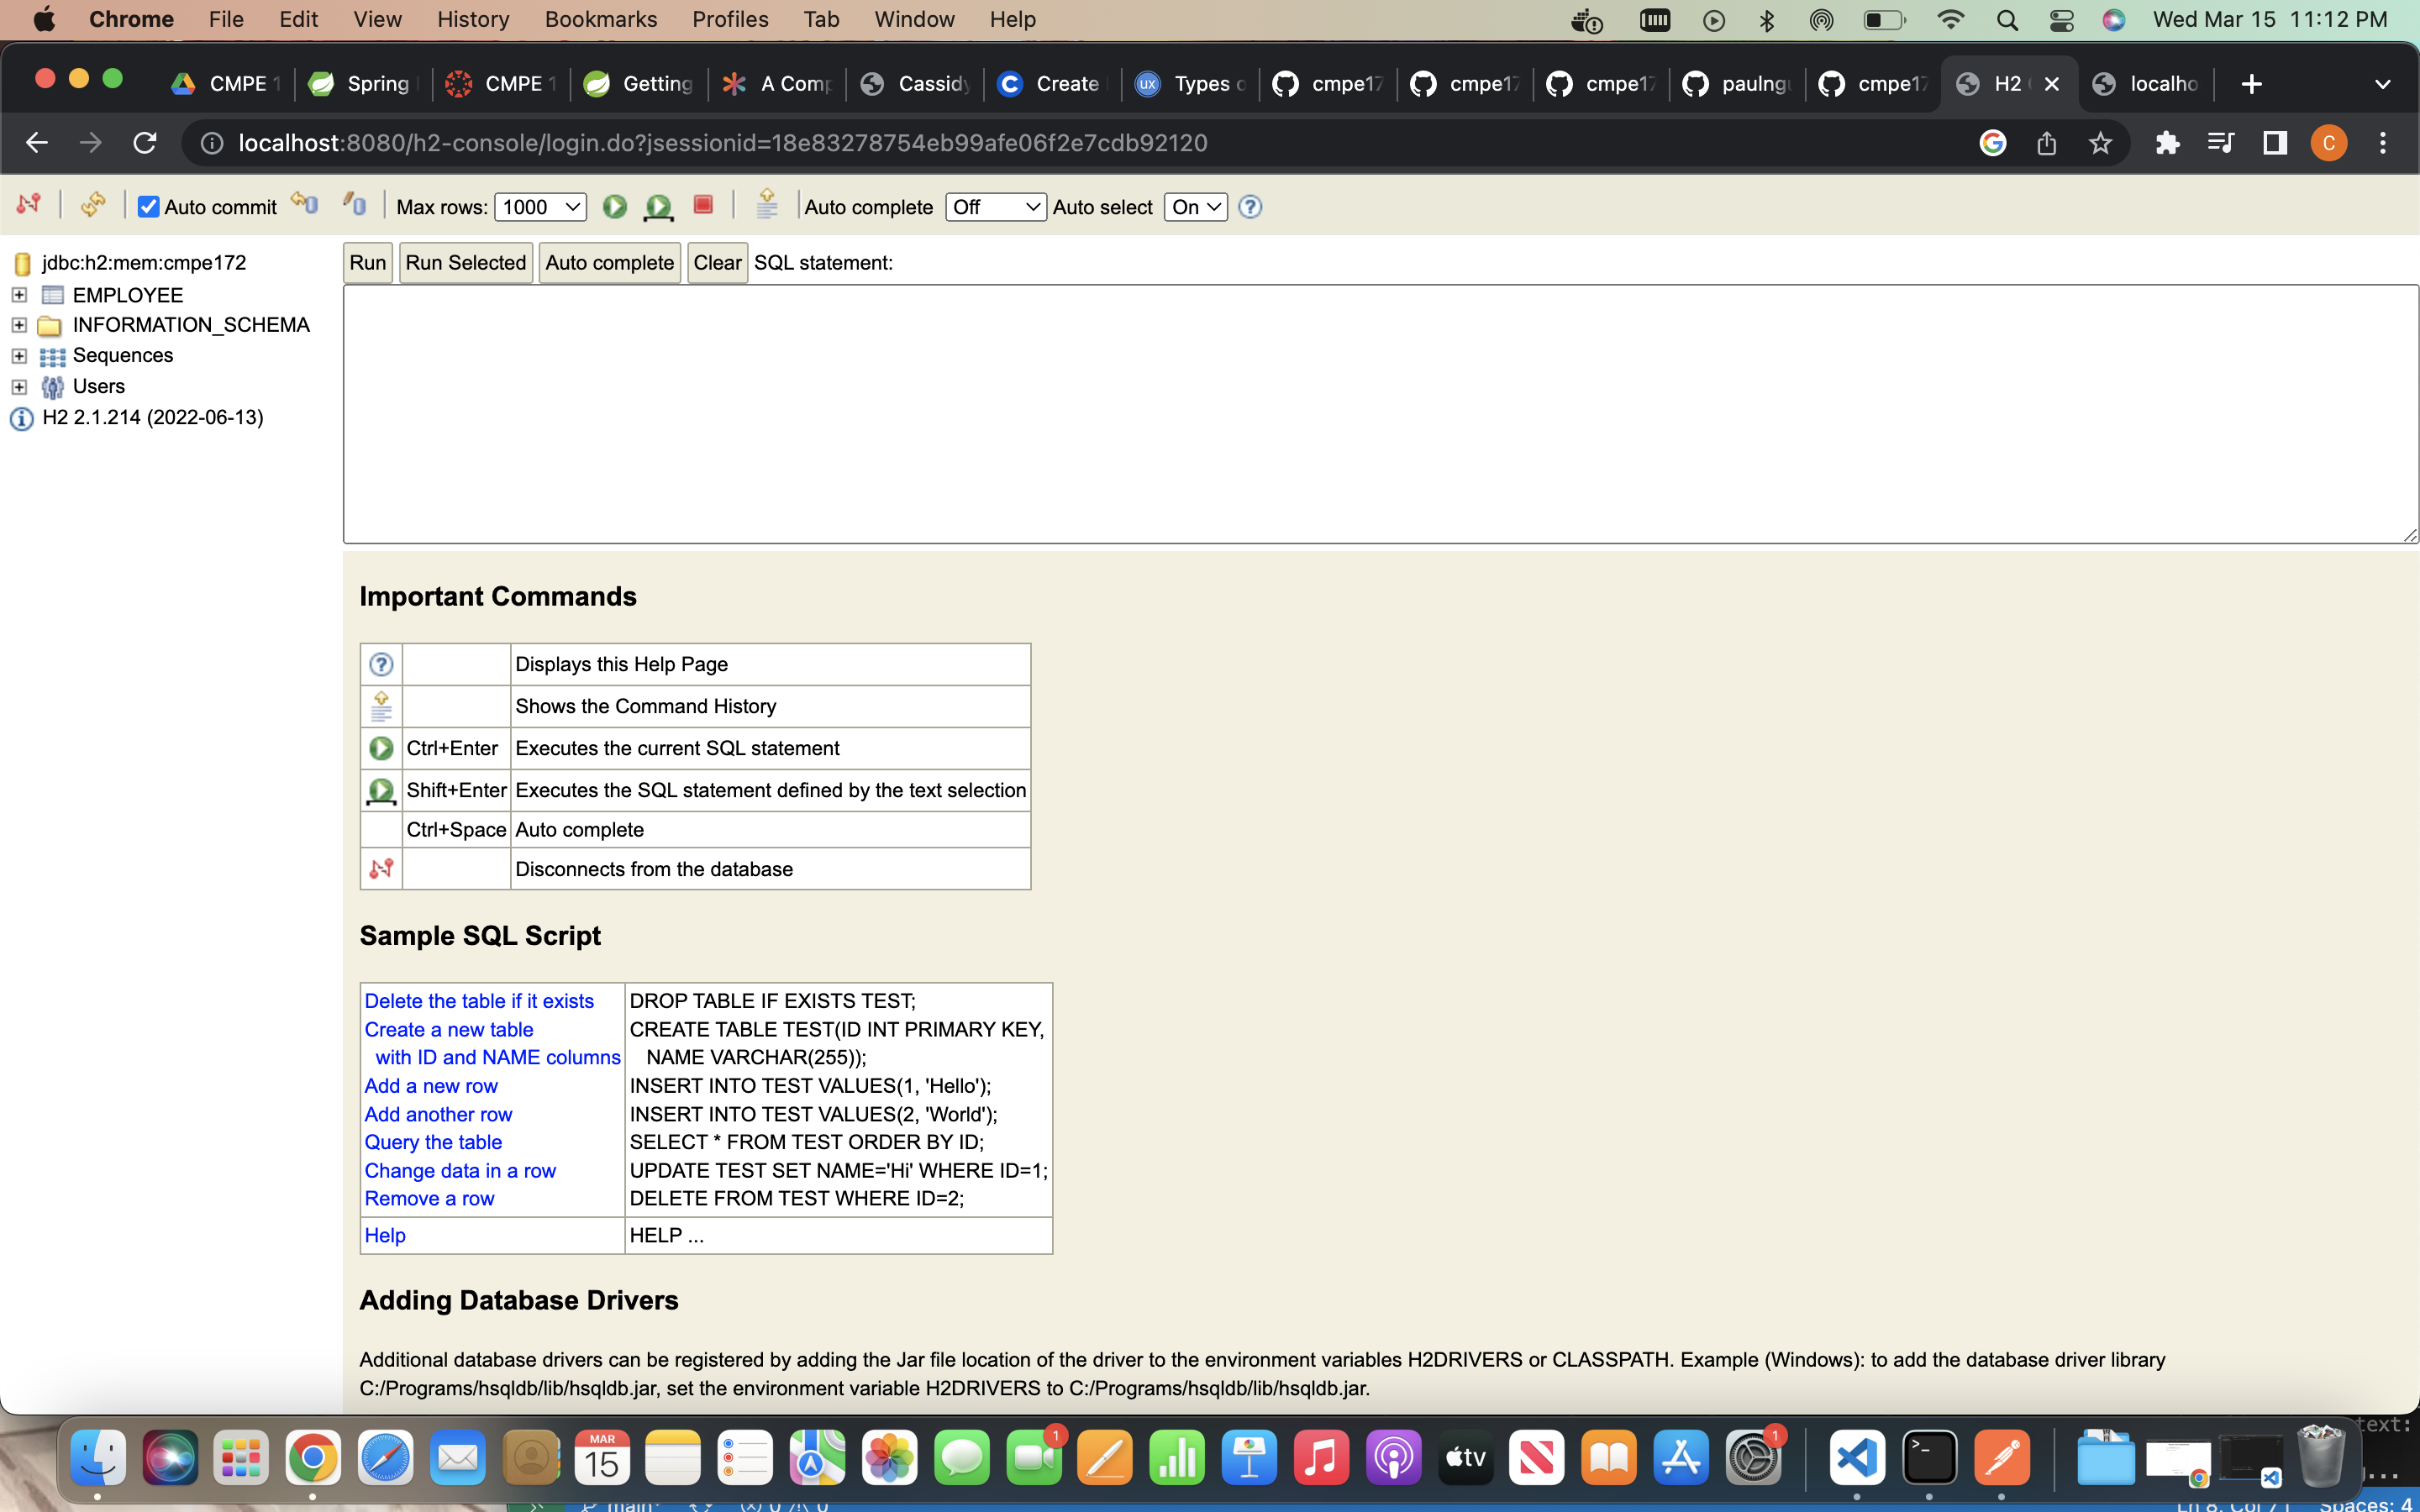 Chrome File Edit View History Bookmarks Profiles Tab Window Help Wed Mar 15 11:12 PM
CMPE 1 Spring CMPE 1 Getting A Comp Cassidy Create Types o cmpe17 cmpe17 cmpe17 paulngu cmpe17 H2 localho
localhost:8080/h2-console/login.do?jsessionid=18e83278754eb99afe06f2e7cdb92120 C
Auto commit Max rows: 1000 Auto complete Off Auto select On
jdbc:h2:mem:cmpe172
EMPLOYEE
INFORMATION_SCHEMA
Sequences
Users
H2 2.1.214 (2022-06-13)
Run Run Selected Auto complete Clear SQL statement:
Important Commands
Displays this Help Page
Shows the Command History
Ctrl+Enter Executes the current SQL statement
Shift+Enter Executes the SQL statement defined by the text selection
Ctrl+Space Auto complete
Disconnects from the database
Sample SQL Script
Delete the table if it exists DROP TABLE IF EXISTS TEST;
Create a new table CREATE TABLE TEST(ID INT PRIMARY KEY,
with ID and NAME columns NAME VARCHAR(255));
Add a new row INSERT INTO TEST VALUES(1, 'Hello');
Add another row INSERT INTO TEST VALUES(2, 'World');
Query the table SELECT * FROM TEST ORDER BY ID;
Change data in a row UPDATE TEST SET NAME='Hi' WHERE ID=1;
Remove a row DELETE FROM TEST WHERE ID=2;
Help HELP ...
Adding Database Drivers
Additional database drivers can be registered by adding the Jar file location of the driver to the environment variables H2DRIVERS or CLASSPATH. Example (Windows): to add the database driver library
C:/Programs/hsqldb/lib/hsqldb.jar, set the environment variable H2DRIVERS to C:/Programs/hsqldb/lib/hsqldb.jar.
text:
MAR
15
1
tv
1
main* 0 0 Ln 8, Col 71 Spaces: 4